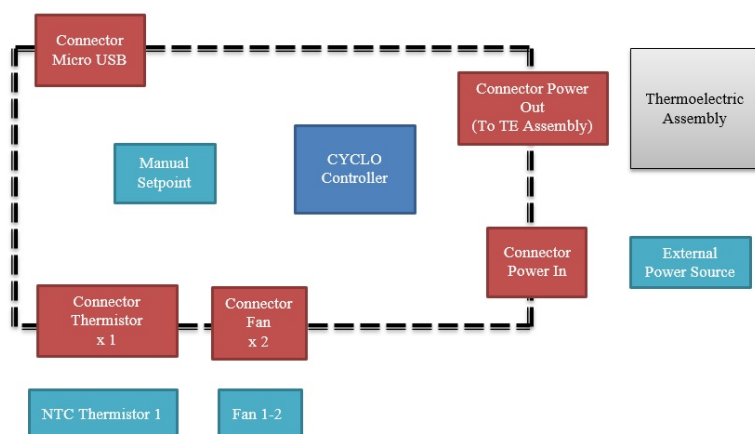 Connector
Micro USB
Connector Power
Out
(To TE Assembly)
Thermoelectric
Assembly
Manual
Setpoint
CYCLO
Controller
Connector
Power In
External
Power Source
Connector
Thermistor
x 1
Connector
Fan
x 2
NTC Thermistor 1
Fan 1-2